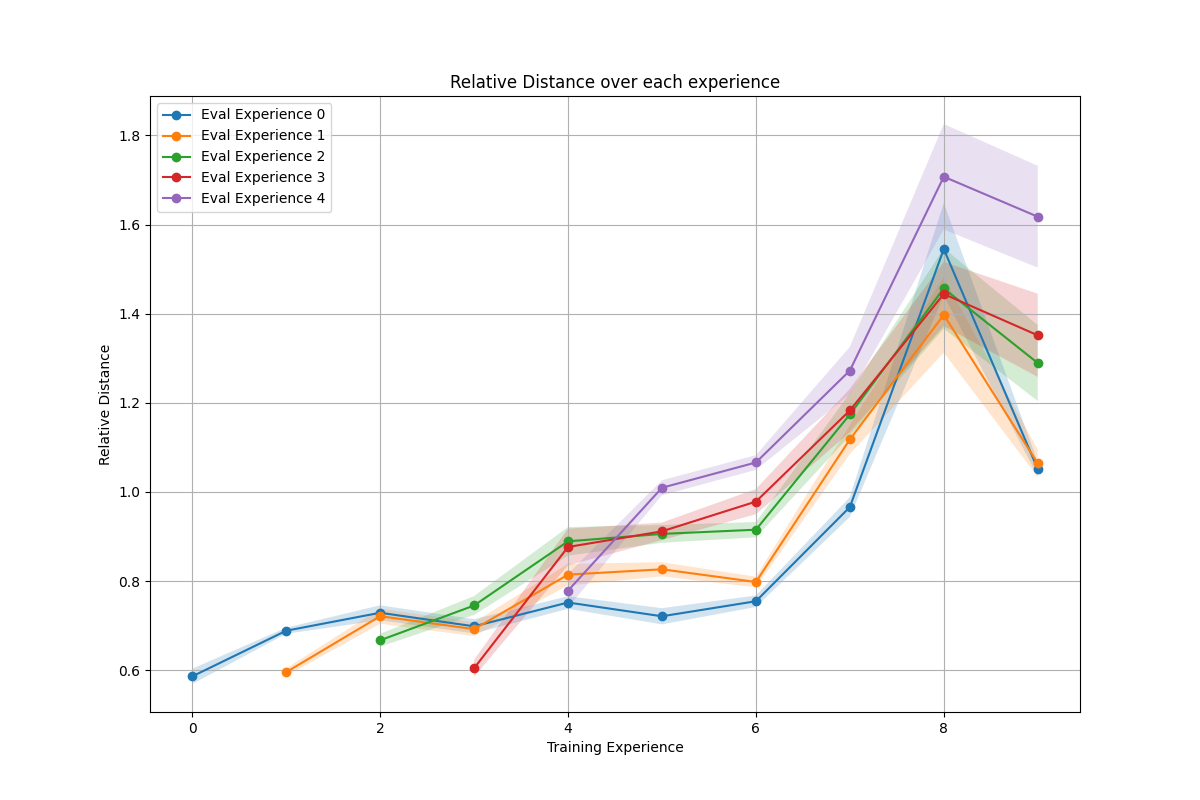 Relative Distance over each experience
Eval Experience 0
Eval Experience 1
Eval Experience 2
Eval Experience 3
Eval Experience 4
Relative Distance
1.8
1.6
1.4
1.2
1.0
0.8
0.6
0 2 4 6 8
Training Experience